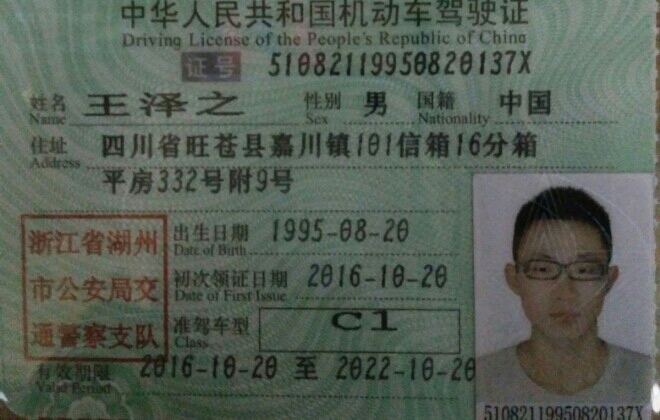 中华人民共和国机动车驾驶证
Driving License of the People's Republic of China
证号 51082119950820137X
姓名 王泽之 性别 男 国籍 中国
Name Sex Nationality
住址 四川省旺苍县嘉川镇101信箱16分箱
Address
平房332号附9号
浙江省湖州
市公安局交
通警察支队
出生日期 1995-08-20
Date of Birth
初次领证日期 2016-10-20
Date of First Issue
准驾车型 C1
Class
有效期限 2016-10-20 至 2022-10-20
Valid Period
51082119950820137X